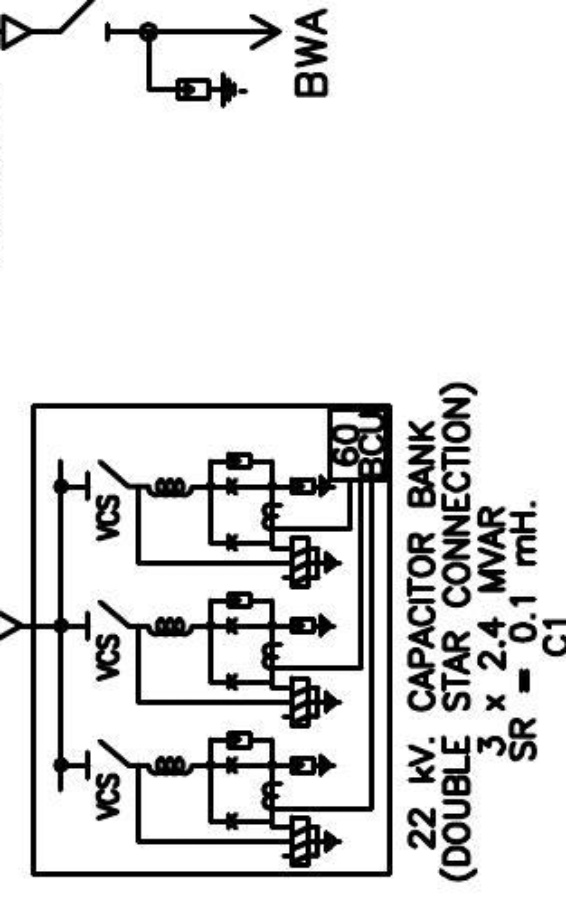 BWA
VCS
VCS
VCS
60
BCU
22 kV. CAPACITOR BANK
(DOUBLE STAR CONNECTION)
3 x 2.4 MVAR
SR = 0.1 mH.
C1